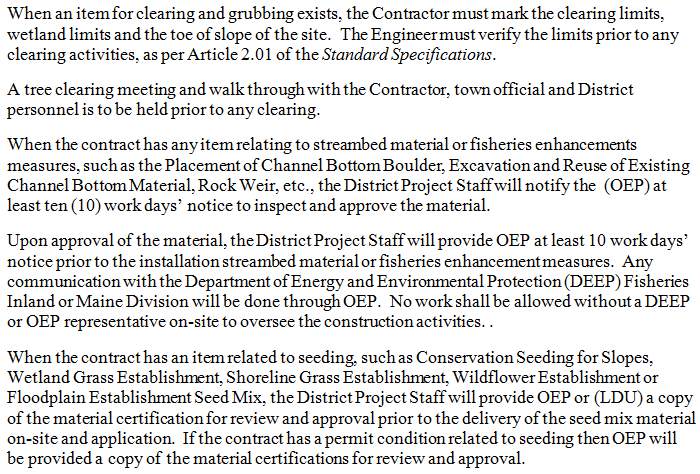 When an item for clearing and grubbing exists, the Contractor must mark the clearing limits,
wetland limits and the toe of slope of the site.  The Engineer must verify the limits prior to any
clearing activities, as per Article 2.01 of the Standard Specifications.
A tree clearing meeting and walk through with the Contractor, town official and District
personnel is to be held prior to any clearing.
When the contract has any item relating to streambed material or fisheries enhancements
measures, such as the Placement of Channel Bottom Boulder, Excavation and Reuse of Existing
Channel Bottom Material, Rock Weir, etc., the District Project Staff will notify the  (OEP) at
least ten (10) work days’ notice to inspect and approve the material.
Upon approval of the material, the District Project Staff will provide OEP at least 10 work days’
notice prior to the installation streambed material or fisheries enhancement measures.  Any
communication with the Department of Energy and Environmental Protection (DEEP) Fisheries
Inland or Maine Division will be done through OEP.  No work shall be allowed without a DEEP
or OEP representative on-site to oversee the construction activities. .
When the contract has an item related to seeding, such as Conservation Seeding for Slopes,
Wetland Grass Establishment, Shoreline Grass Establishment, Wildflower Establishment or
Floodplain Establishment Seed Mix, the District Project Staff will provide OEP or (LDU) a copy
of the material certification for review and approval prior to the delivery of the seed mix material
on-site and application.  If the contract has a permit condition related to seeding then OEP will
be provided a copy of the material certifications for review and approval.